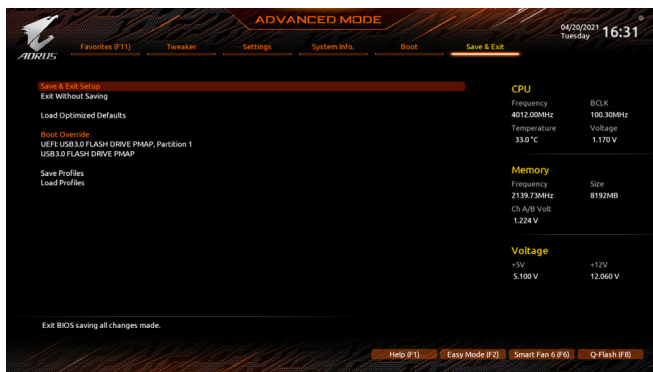 ADVANCED MODE
04/20/2021
Tuesday
16:31
AORUS
Favorites (F11)
Tweaker
Settings
System Info.
Boot
Save & Exit
Save & Exit Setup
Exit Without Saving
Load Optimized Defaults
Boot Override
UEFI: USB3.0 FLASH DRIVE PMAP, Partition 1
USB3.0 FLASH DRIVE PMAP
Save Profiles
Load Profiles
CPU
Frequency BCLK
4012.00MHz 100.30MHz
Temperature Voltage
33.0 °C 1.170 V
Memory
Frequency Size
2139.73MHz 8192MB
Ch A/B Volt
1.224 V
Voltage
+5V +12V
5.100 V 12.060 V
Exit BIOS saving all changes made.
Help (F1)
Easy Mode (F2)
Smart Fan 6 (F6)
Q-Flash (F8)